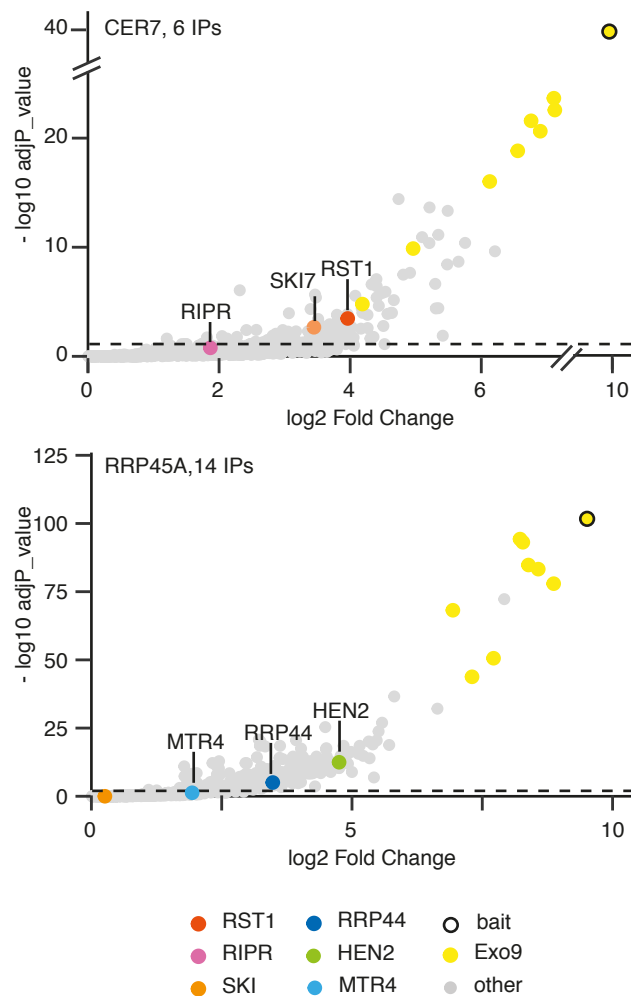 40
CER7, 6 IPs
- log10 adjP_value
20
10
0
RIPR
SKI7
RST1
0
2
4
6
10
log2 Fold Change
125
RRP45A,14 IPs
- log10 adjP_value
100
75
50
25
0
MTR4
RRP44
HEN2
0
5
10
log2 Fold Change
RST1
RRP44
bait
RIPR
HEN2
Exo9
SKI
MTR4
other